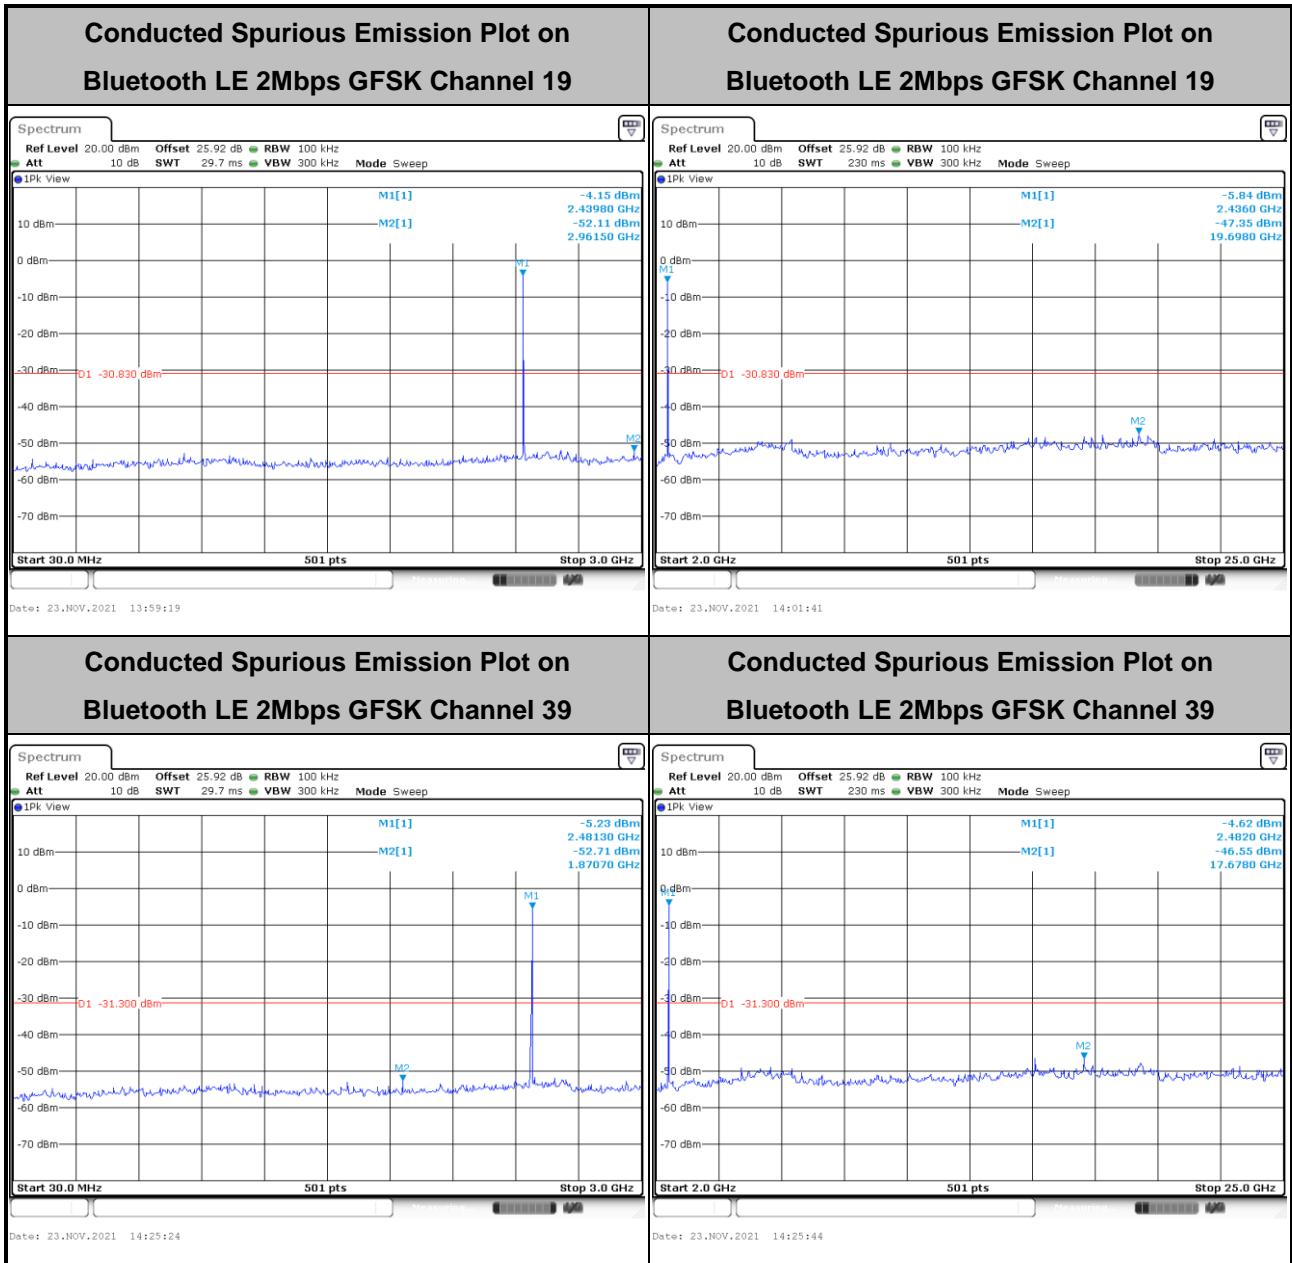 Conducted Spurious Emission Plot on
Bluetooth LE 2Mbps GFSK Channel 19
Spectrum
Ref Level 20.00 dBm Offset 25.92 dB RBW 100 kHz
Att 10 dB SWT 29.7 ms VBW 300 kHz Mode Sweep
1Pk View
M1[1] -4.15 dBm
2.43980 GHz
10 dBm M2[1] -52.11 dBm
2.96150 GHz
0 dBm
M1
-10 dBm
-20 dBm
-30 dBm
D1 -30.830 dBm
-40 dBm
M2
-50 dBm
-60 dBm
-70 dBm
Start 30.0 MHz 501 pts Stop 3.0 GHz
Measuring...
Date: 23.NOV.2021 13:59:19
Conducted Spurious Emission Plot on
Bluetooth LE 2Mbps GFSK Channel 19
Spectrum
Ref Level 20.00 dBm Offset 25.92 dB RBW 100 kHz
Att 10 dB SWT 230 ms VBW 300 kHz Mode Sweep
1Pk View
M1[1] -5.84 dBm
2.4360 GHz
10 dBm M2[1] -47.35 dBm
19.6980 GHz
0 dBm
M1
-10 dBm
-20 dBm
-30 dBm
D1 -30.830 dBm
-40 dBm
M2
-50 dBm
-60 dBm
-70 dBm
Start 2.0 GHz 501 pts Stop 25.0 GHz
Measuring...
Date: 23.NOV.2021 14:01:41
Conducted Spurious Emission Plot on
Bluetooth LE 2Mbps GFSK Channel 39
Spectrum
Ref Level 20.00 dBm Offset 25.92 dB RBW 100 kHz
Att 10 dB SWT 29.7 ms VBW 300 kHz Mode Sweep
1Pk View
M1[1] -5.23 dBm
2.48130 GHz
10 dBm M2[1] -52.71 dBm
1.87070 GHz
0 dBm
M1
-10 dBm
-20 dBm
-30 dBm
D1 -31.300 dBm
-40 dBm
M2
-50 dBm
-60 dBm
-70 dBm
Start 30.0 MHz 501 pts Stop 3.0 GHz
Measuring...
Date: 23.NOV.2021 14:25:24
Conducted Spurious Emission Plot on
Bluetooth LE 2Mbps GFSK Channel 39
Spectrum
Ref Level 20.00 dBm Offset 25.92 dB RBW 100 kHz
Att 10 dB SWT 230 ms VBW 300 kHz Mode Sweep
1Pk View
M1[1] -4.62 dBm
2.4820 GHz
10 dBm M2[1] -46.55 dBm
17.6780 GHz
0 dBm
M1
-10 dBm
-20 dBm
-30 dBm
D1 -31.300 dBm
-40 dBm
M2
-50 dBm
-60 dBm
-70 dBm
Start 2.0 GHz 501 pts Stop 25.0 GHz
Measuring...
Date: 23.NOV.2021 14:25:44